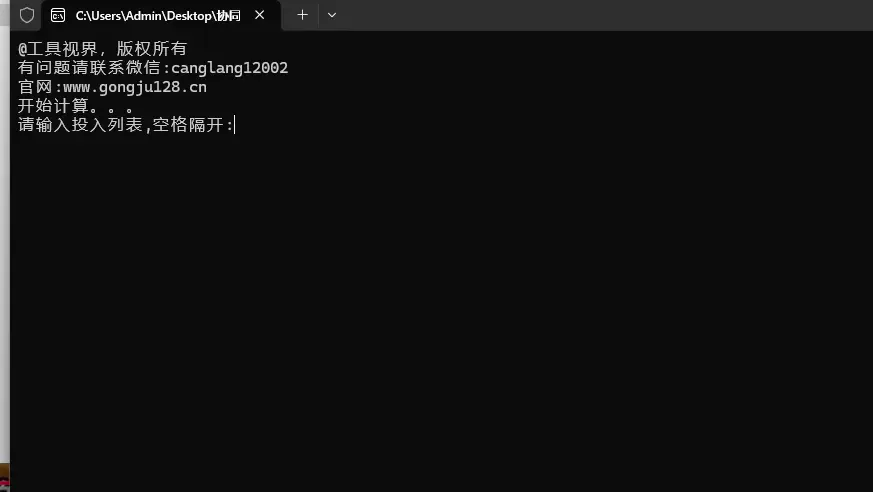 C:\Users\Admin\Desktop\协同
@工具视界，版权所有
有问题请联系微信:canglang12002
官网:www.gongju128.cn
开始计算。。。
请输入投入列表,空格隔开: